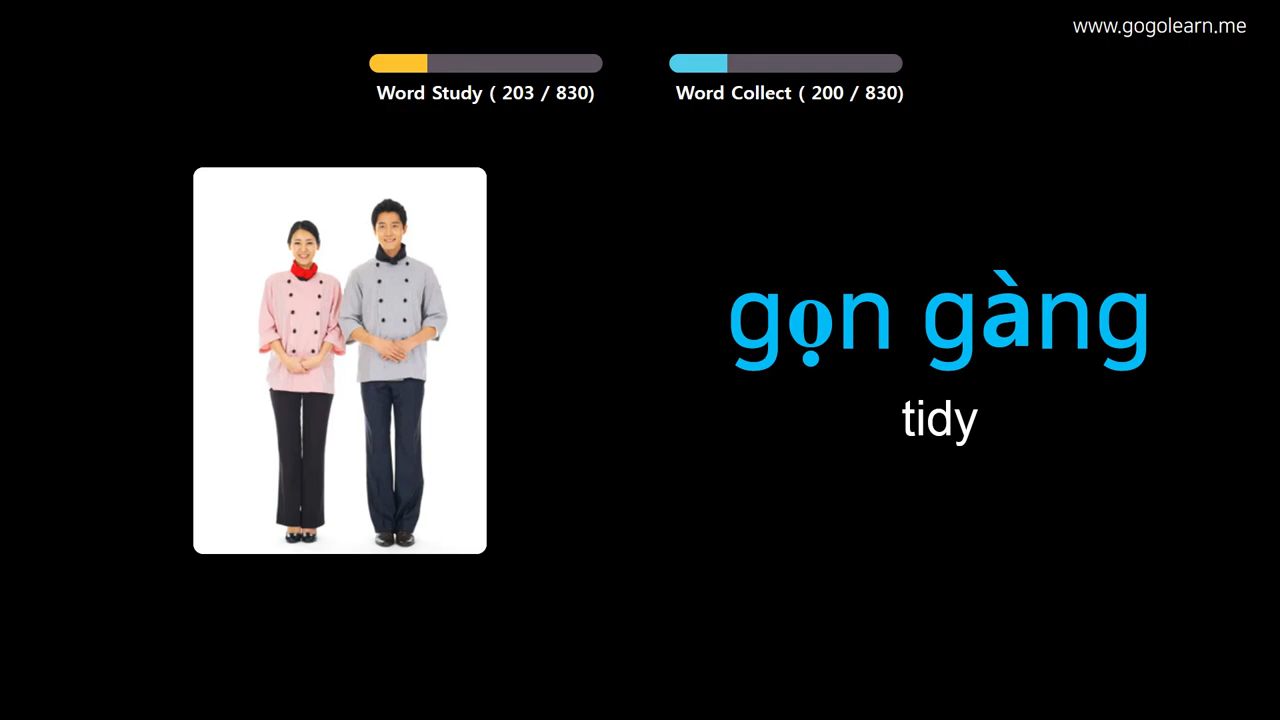 www.gogolearn.me
Word Study ( 203 / 830)
Word Collect ( 200 / 830)
gọn gàng
tidy